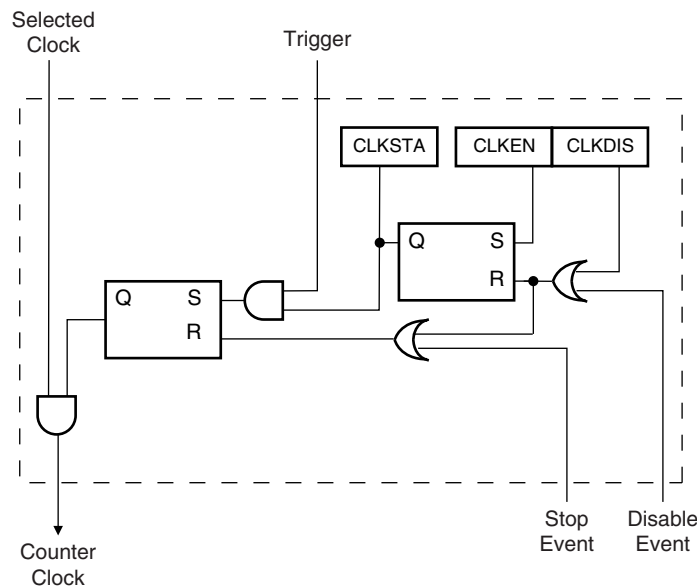 Selected
Clock
Trigger
CLKSTA
CLKEN
CLKDIS
Q
S
R
Q
S
R
Stop
Event
Disable
Event
Counter
Clock